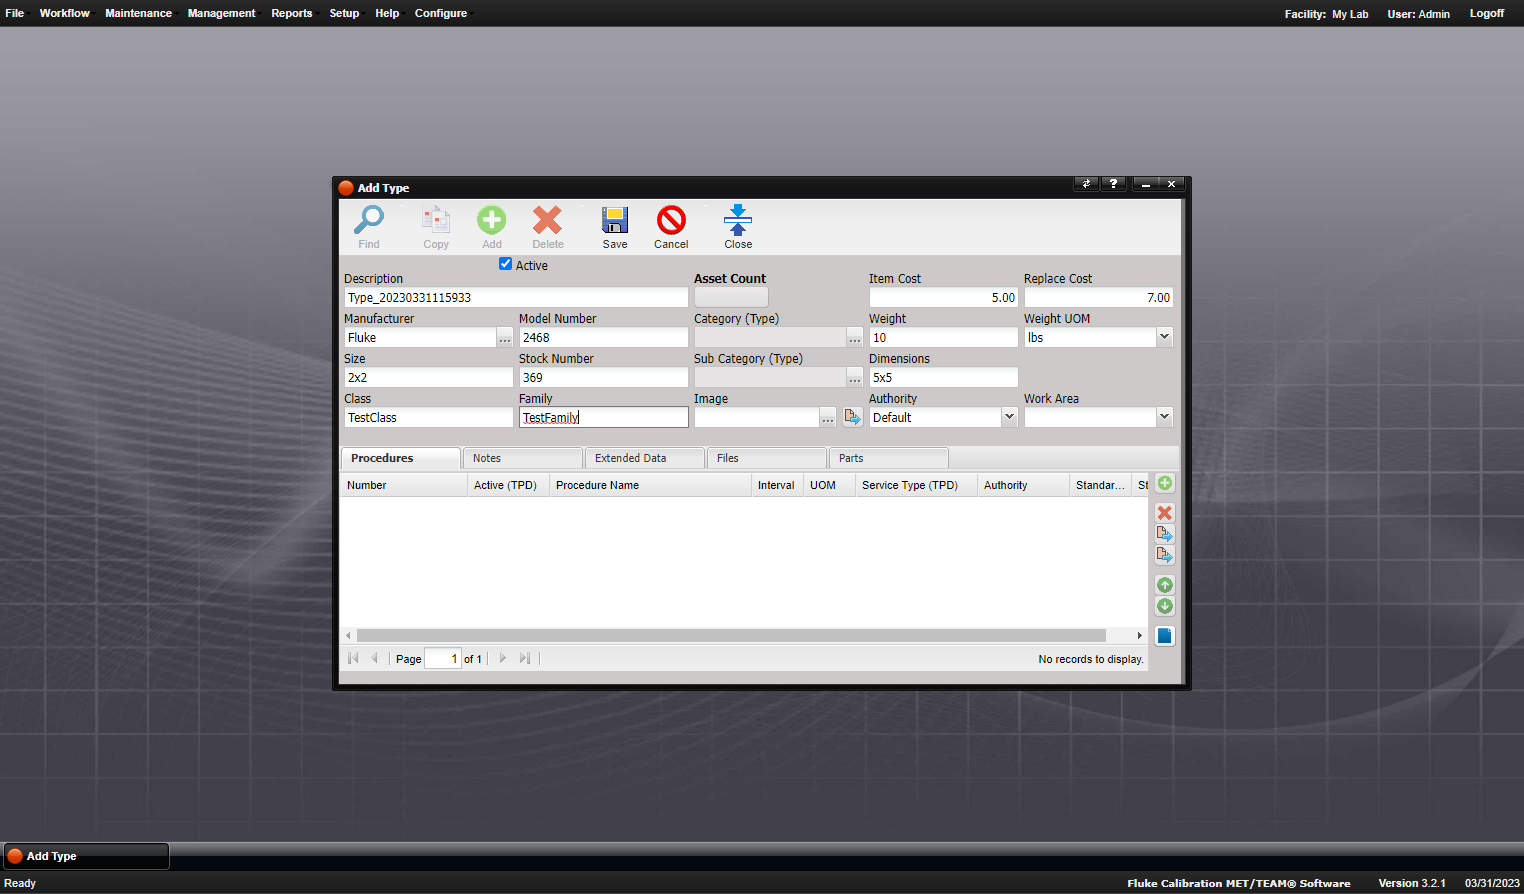 File Workflow Maintenance Management Reports Setup Help Configure Facility: My Lab User: Admin Logoff
Add Type
Find Copy Add Delete Save Cancel Close
Active
Description Asset Count Item Cost Replace Cost
Type_20230331115933 5.00 7.00
Manufacturer Model Number Category (Type) Weight Weight UOM
Fluke ... 2468 ... 10 lbs
Size Stock Number Sub Category (Type) Dimensions
2x2 369 ... 5x5
Class Family Image Authority Work Area
TestClass TestFamily ... Default
Procedures Notes Extended Data Files Parts
Number Active (TPD) Procedure Name Interval UOM Service Type (TPD) Authority Standar... St
Page 1 of 1 No records to display.
Add Type
Ready Fluke Calibration MET/TEAM® Software Version 3.2.1 03/31/2023